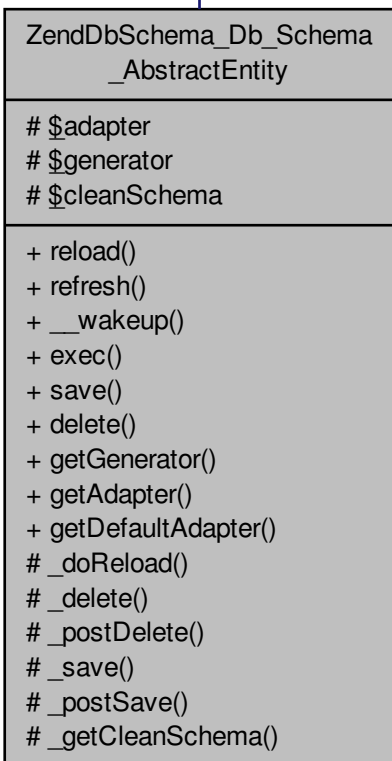 ZendDbSchema_Db_Schema
_AbstractEntity
# $adapter
# $generator
# $cleanSchema
+ reload()
+ refresh()
+ __wakeup()
+ exec()
+ save()
+ delete()
+ getGenerator()
+ getAdapter()
+ getDefaultAdapter()
# _doReload()
# _delete()
# _postDelete()
# _save()
# _postSave()
# _getCleanSchema()